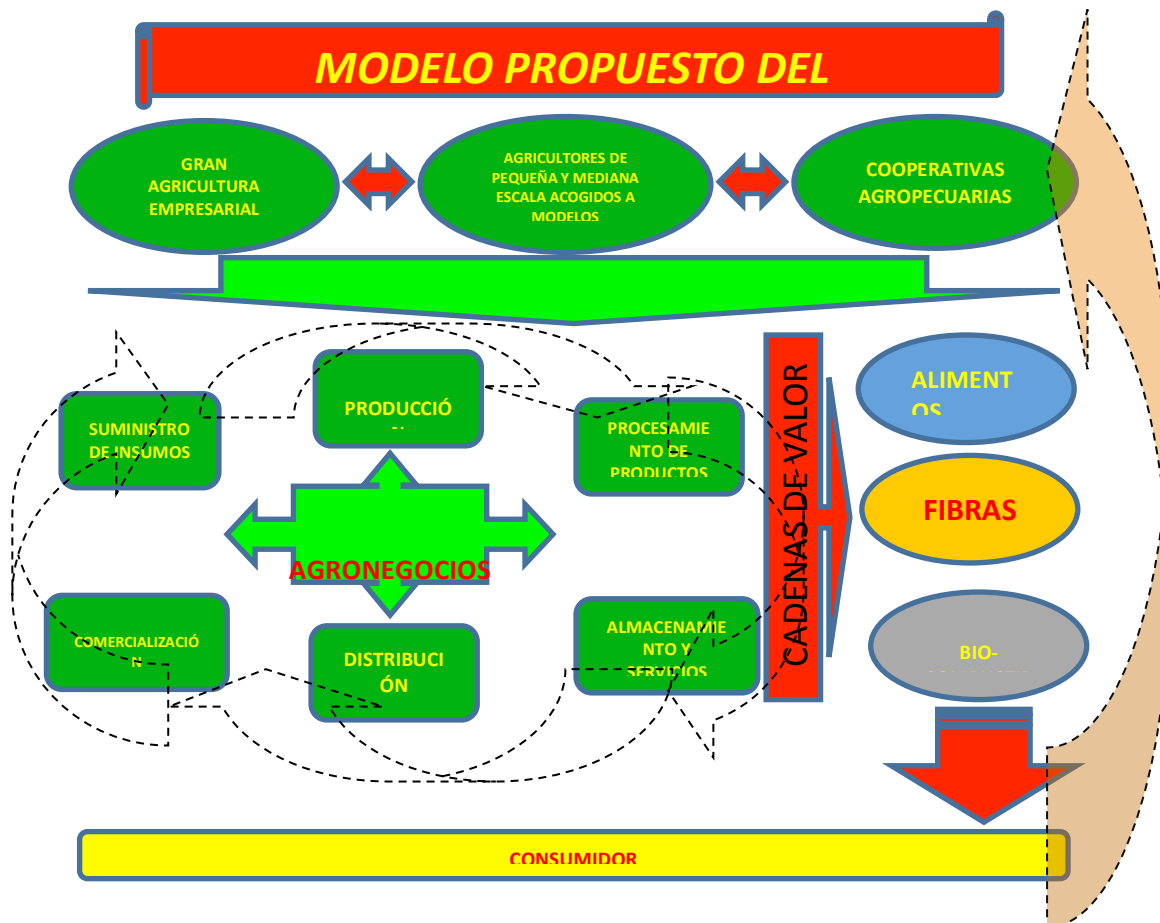 MODELO PROPUESTO DEL
GRAN
AGRICULTURA
EMPRESARIAL
AGRICULTORES DE
PEQUEÑA Y MEDIANA
ESCALA ACOGIDOS A
MODELOS
COOPERATIVAS
AGROPECUARIAS
SUMINISTRO
DE INSUMOS
PRODUCCIÓ
N
PROCESAMIE
NTO DE
PRODUCTOS
AGRONEGOCIOS
COMERCIALIZACIÓ
N
DISTRIBUCI
ÓN
ALMACENAMIE
NTO Y
SERVICIOS
CADENAS DE VALOR
ALIMENT
OS
FIBRAS
BIO-
CONSUMIDOR